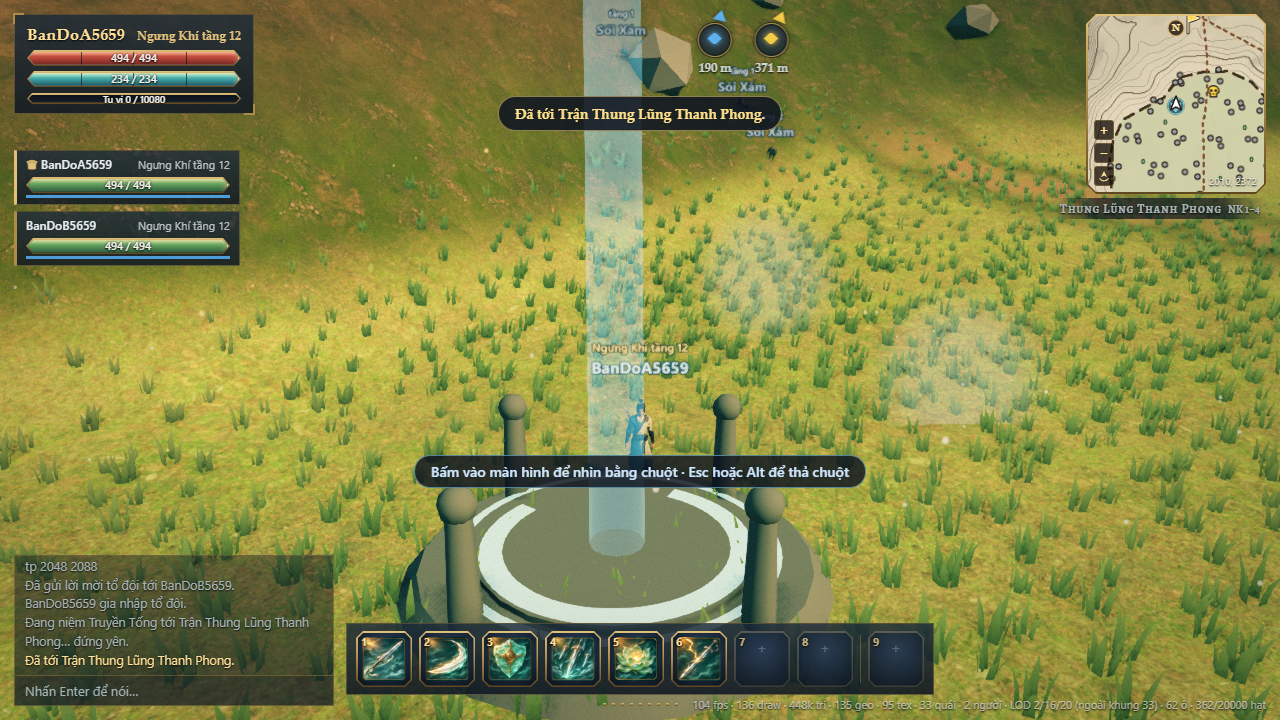 BanDoA5659 Ngưng Khí tầng 12
494 / 494
234 / 234
Tu vi 0 / 10080
BanDoA5659 Ngưng Khí tầng 12
494 / 494
BanDoB5659 Ngưng Khí tầng 12
494 / 494
tầng 1
Sói Xám
190 m
371 m
tầng 1
Sói Xám
Đã tới Trận Thung Lũng Thanh Phong.
Sói Xám
N
+
−
2010, 2372
Thung Lũng Thanh Phong NK1–4
Ngưng Khí tầng 12
BanDoA5659
Bấm vào màn hình để nhìn bằng chuột · Esc hoặc Alt để thả chuột
tp 2048 2088
Đã gửi lời mời tổ đội tới BanDoB5659.
BanDoB5659 gia nhập tổ đội.
Đang niệm Truyền Tống tới Trận Thung Lũng Thanh
Phong... đứng yên.
Đã tới Trận Thung Lũng Thanh Phong.
Nhấn Enter để nói...
1 2 3 4 5 6 7 8 9
+ + +
104 fps · 136 draw · 448k tri · 135 geo · 95 tex · 33 quái · 2 người · LOD 2/16/20 (ngoài khung 33) · 62 ô · 362/20000 hạt